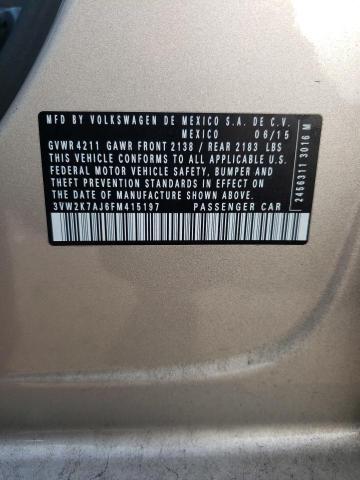 MFD BY VOLKSWAGEN DE MEXICO S.A. DE C.V.
MEXICO 06/15
GVWR 4211 GAWR FRONT 2138 / REAR 2183 LBS
THIS VEHICLE CONFORMS TO ALL APPLICABLE U.S.
FEDERAL MOTOR VEHICLE SAFETY, BUMPER AND
THEFT PREVENTION STANDARDS IN EFFECT ON
THE DATE OF MANUFACTURE SHOWN ABOVE.
3VW2K7AJ6FM415197 PASSENGER CAR
2456311 3016 M